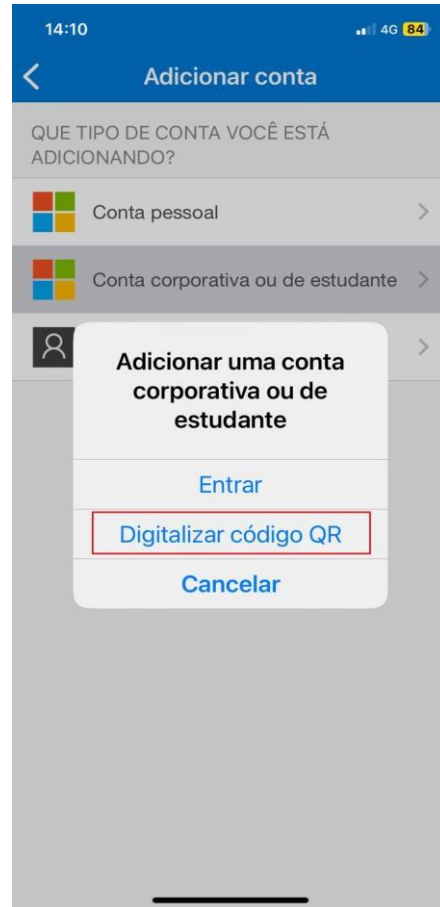 14:10
4G 84
Adicionar conta
QUE TIPO DE CONTA VOCÊ ESTÁ
ADICIONANDO?
Conta pessoal
Conta corporativa ou de estudante
Adicionar uma conta
corporativa ou de
estudante
Entrar
Digitalizar código QR
Cancelar